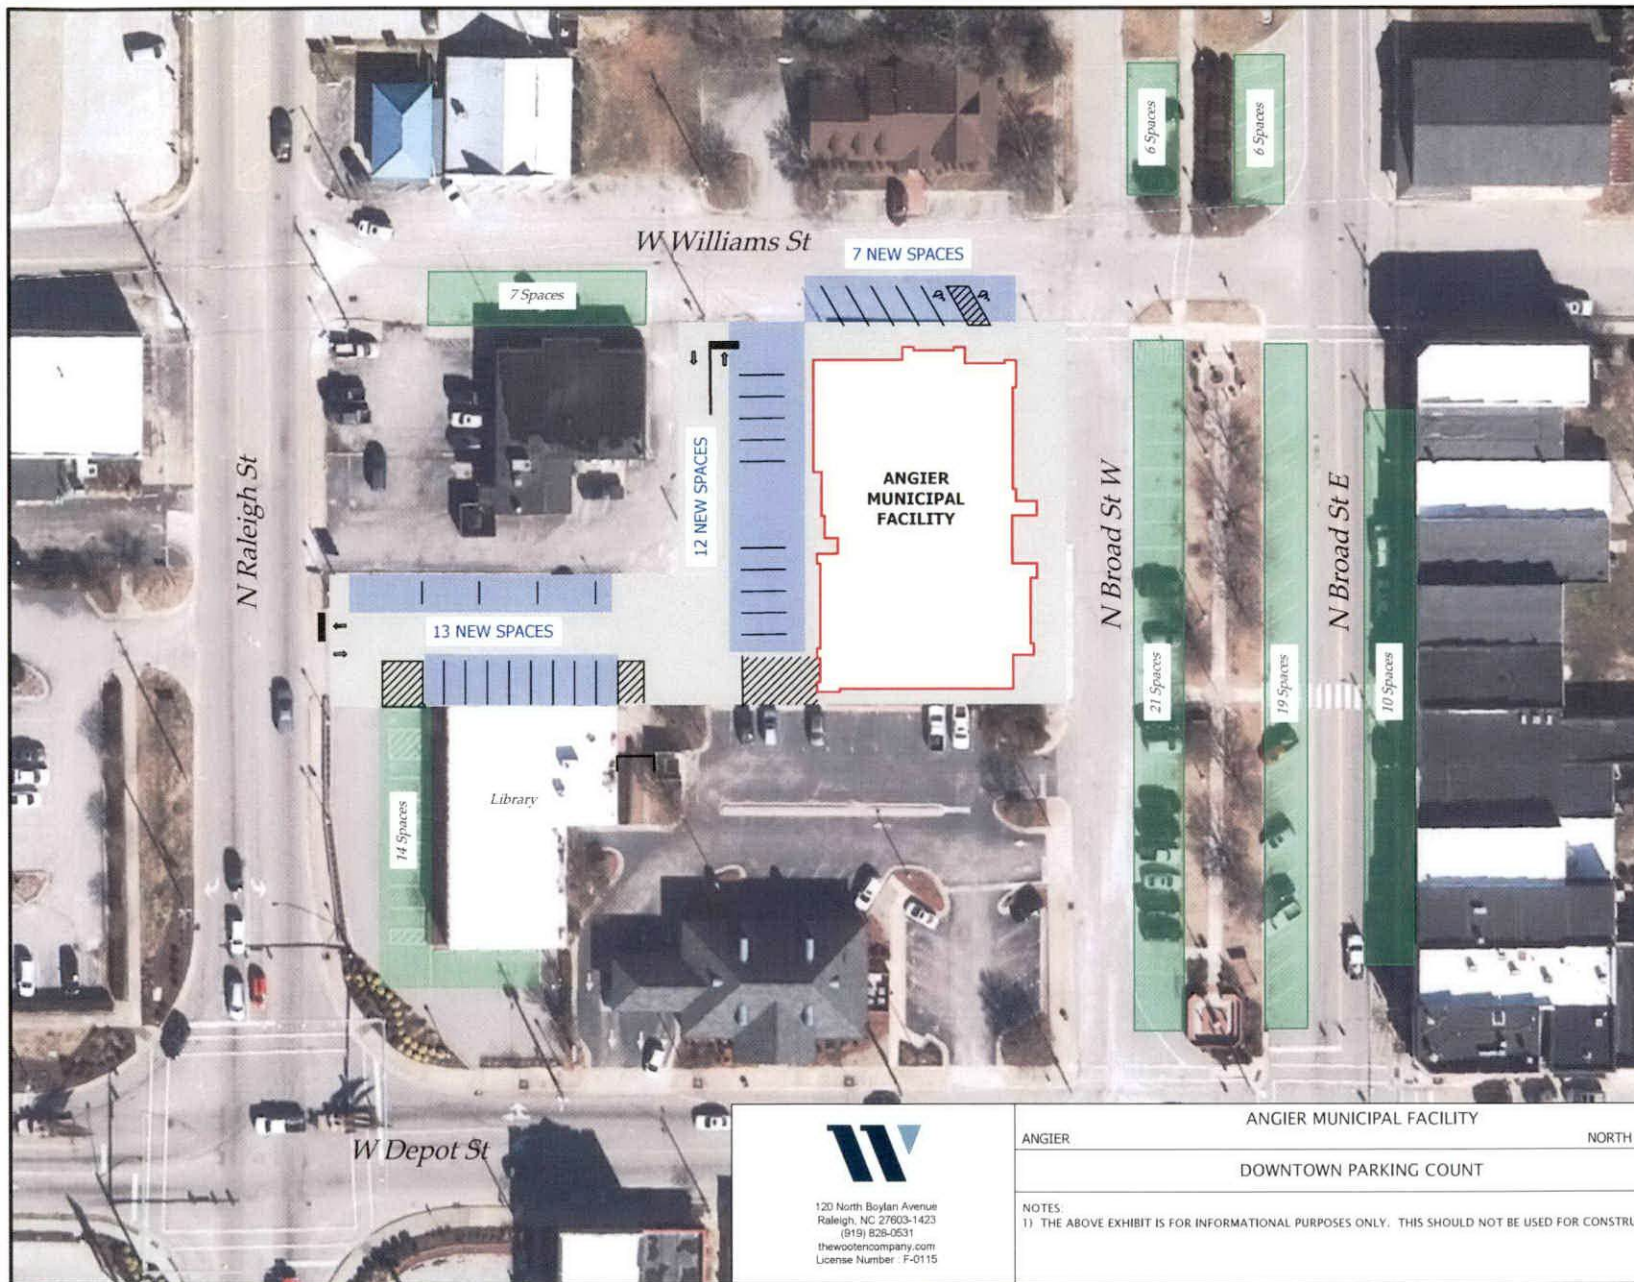 6 Spaces
6 Spaces
W Williams St
7 NEW SPACES
7 Spaces
12 NEW SPACES
ANGIER
MUNICIPAL
FACILITY
N Raleigh St
N Broad St W
N Broad St E
13 NEW SPACES
21 Spaces
19 Spaces
10 Spaces
Library
14 Spaces
W Depot St
W
120 North Boylan Avenue
Raleigh, NC 27603-1423
(919) 828-0531
thewootencompany.com
License Number : F-0115
ANGIER MUNICIPAL FACILITY
ANGIER
NORTH
DOWNTOWN PARKING COUNT
NOTES:
1) THE ABOVE EXHIBIT IS FOR INFORMATIONAL PURPOSES ONLY. THIS SHOULD NOT BE USED FOR CONSTRU